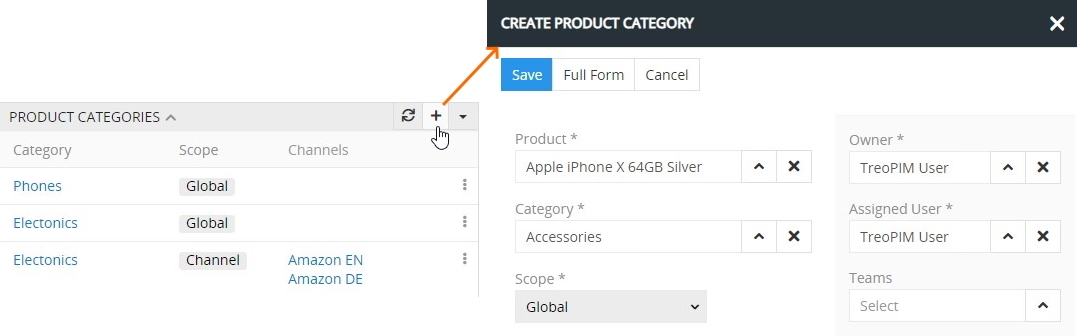 CREATE PRODUCT CATEGORY
Save Full Form Cancel
PRODUCT CATEGORIES
Category Scope Channels
Phones Global
Electonics Global
Electonics Channel Amazon EN
Amazon DE
Product *
Apple iPhone X 64GB Silver
Category *
Accessories
Scope *
Global
Owner *
TreoPIM User
Assigned User *
TreoPIM User
Teams
Select